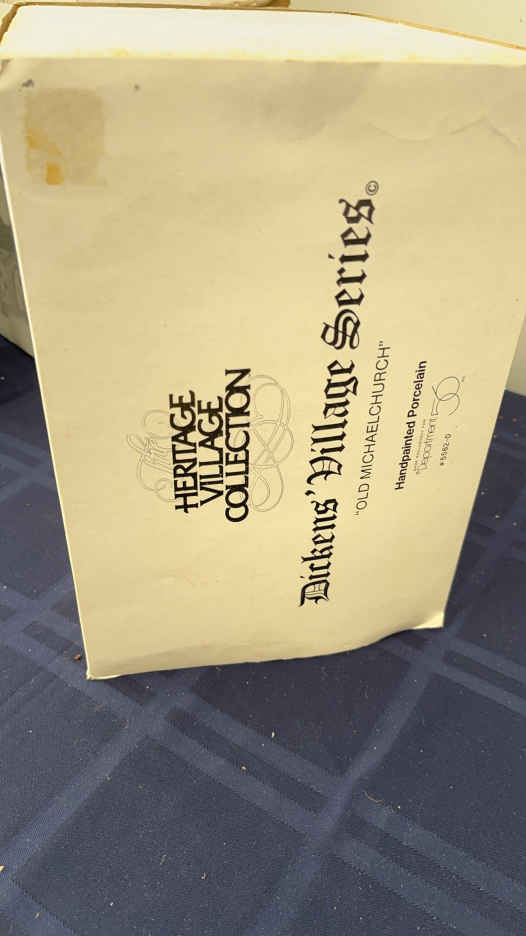 The
HERITAGE
VILLAGE
COLLECTION
Dickens' Village Series©
"OLD MICHAELCHURCH"
Handpainted Porcelain
Department 56
#5562-0